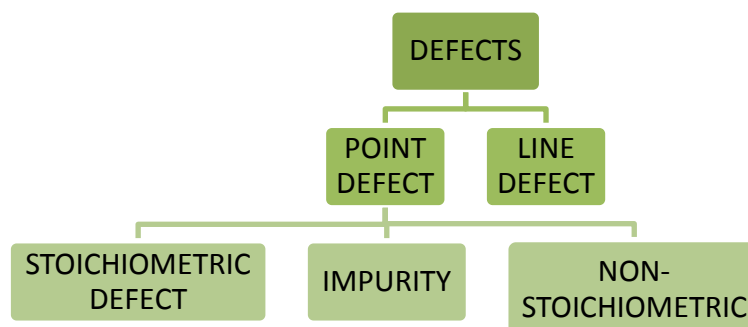 DEFECTS
POINT
DEFECT
LINE
DEFECT
STOICHIOMETRIC
DEFECT
IMPURITY
NON-
STOICHIOMETRIC